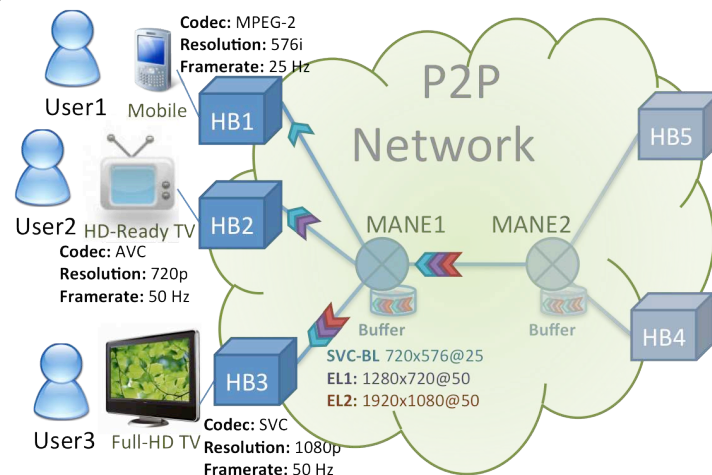 Codec: MPEG-2
Resolution: 576i
Framerate: 25 Hz
User1
Mobile
HB1
P2P
Network
HB5
User2
HD-Ready TV
HB2
MANE1
MANE2
Codec: AVC
Resolution: 720p
Framerate: 50 Hz
Buffer
Buffer
HB4
SVC-BL 720x576@25
EL1: 1280x720@50
EL2: 1920x1080@50
HB3
User3
Full-HD TV
Codec: SVC
Resolution: 1080p
Framerate: 50 Hz